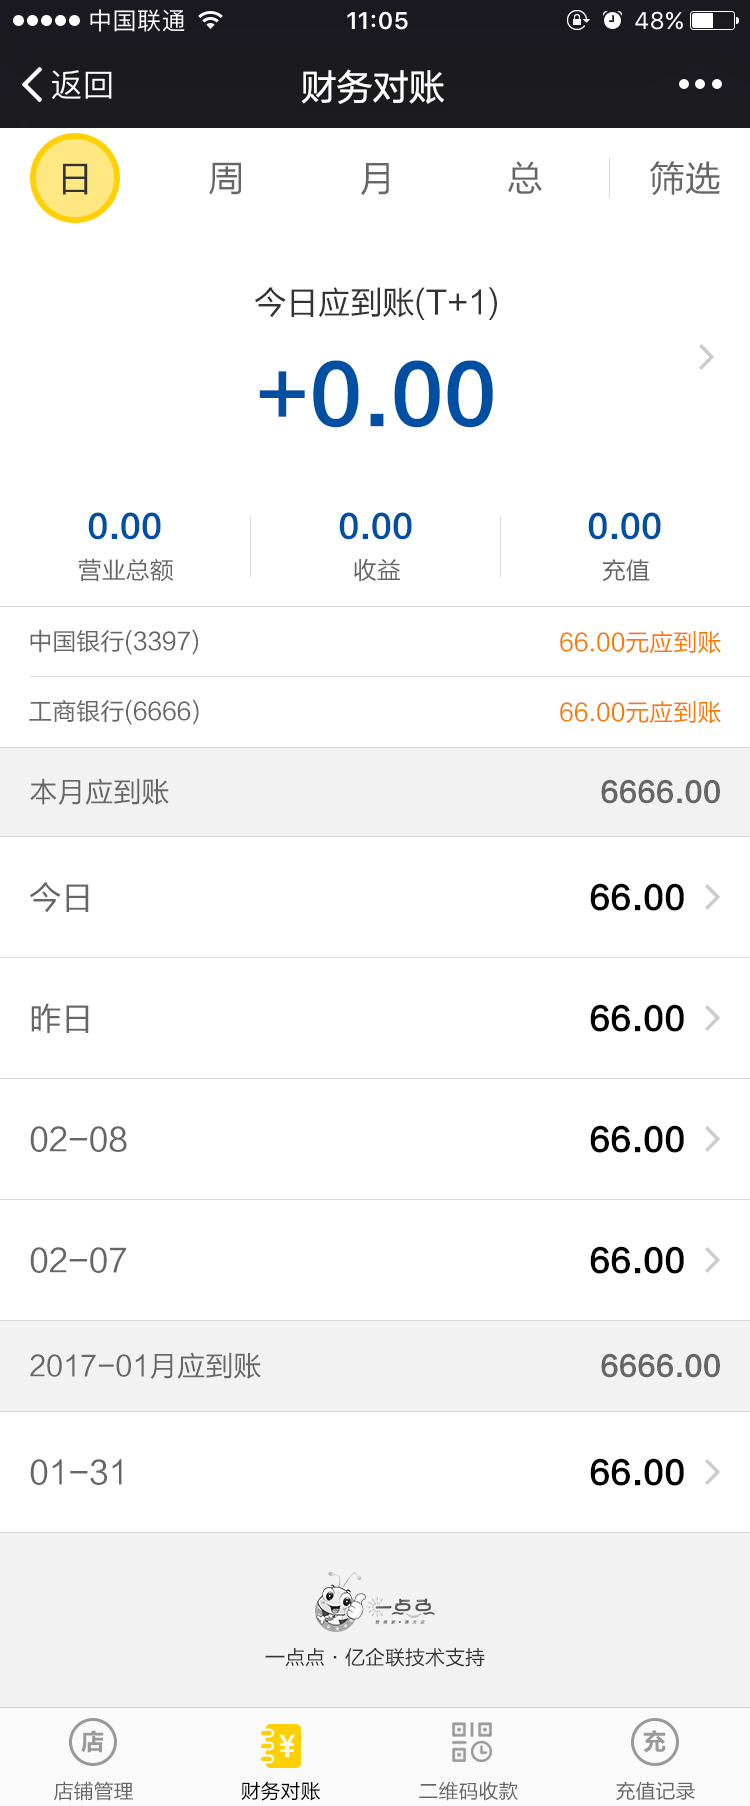 中国联通 11:05 48%
返回 财务对账
日 周 月 总 筛选
今日应到账(T+1)
+0.00
0.00 0.00 0.00
营业总额 收益 充值
中国银行(3397) 66.00元应到账
工商银行(6666) 66.00元应到账
本月应到账 6666.00
今日 66.00
昨日 66.00
02-08 66.00
02-07 66.00
2017-01月应到账 6666.00
01-31 66.00
一点点
一点点·亿企联技术支持
店 ¥ 充
店铺管理 财务对账 二维码收款 充值记录